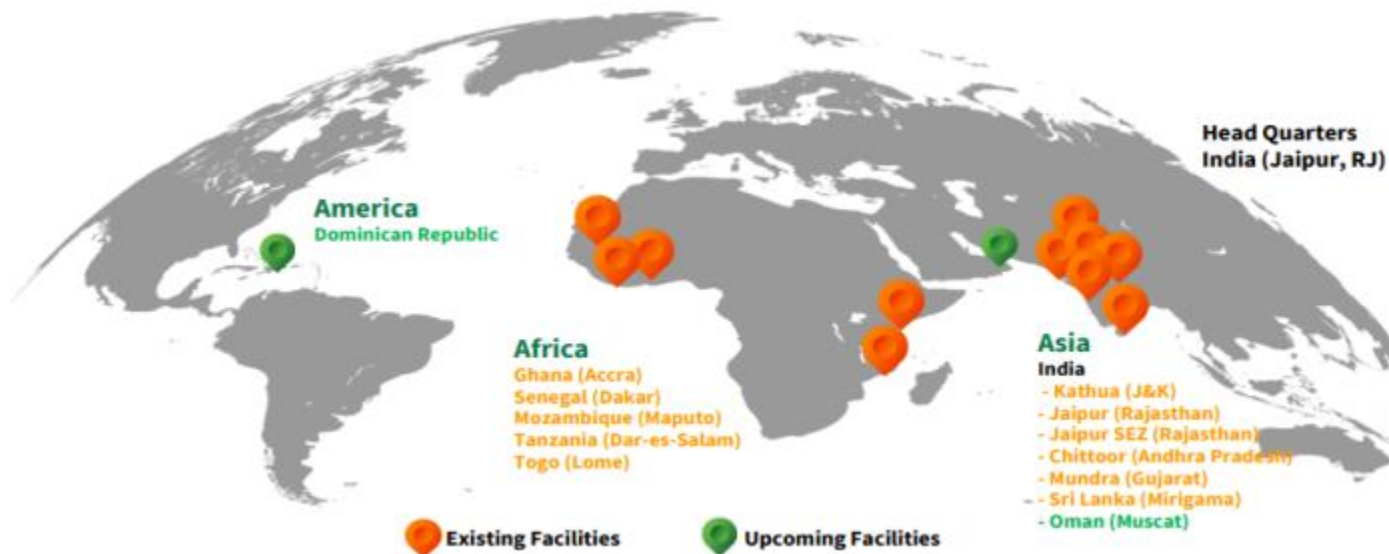 Head Quarters
India (Jaipur, RJ)
America
Dominican Republic
Africa
Ghana (Accra)
Senegal (Dakar)
Mozambique (Maputo)
Tanzania (Dar-es-Salam)
Togo (Lome)
Asia
India
- Kathua (J&K)
- Jaipur (Rajasthan)
- Jaipur SEZ (Rajasthan)
- Chittoor (Andhra Pradesh)
- Mundra (Gujarat)
- Sri Lanka (Mirigama)
- Oman (Muscat)
Existing Facilities
Upcoming Facilities